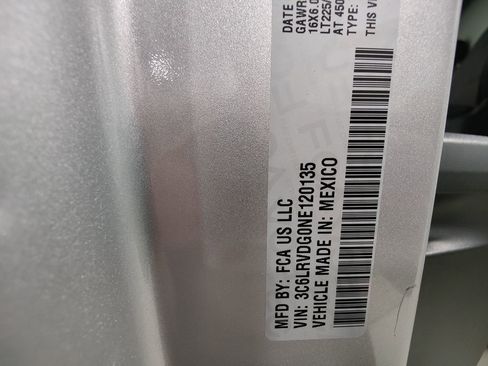 MFD BY: FCA US LLC
VIN: 3C6LRVDG0NE120135
VEHICLE MADE IN: MEXICO
DATE
GAWR
16X6.0
LT225/
AT 450
TYPE:
THIS V